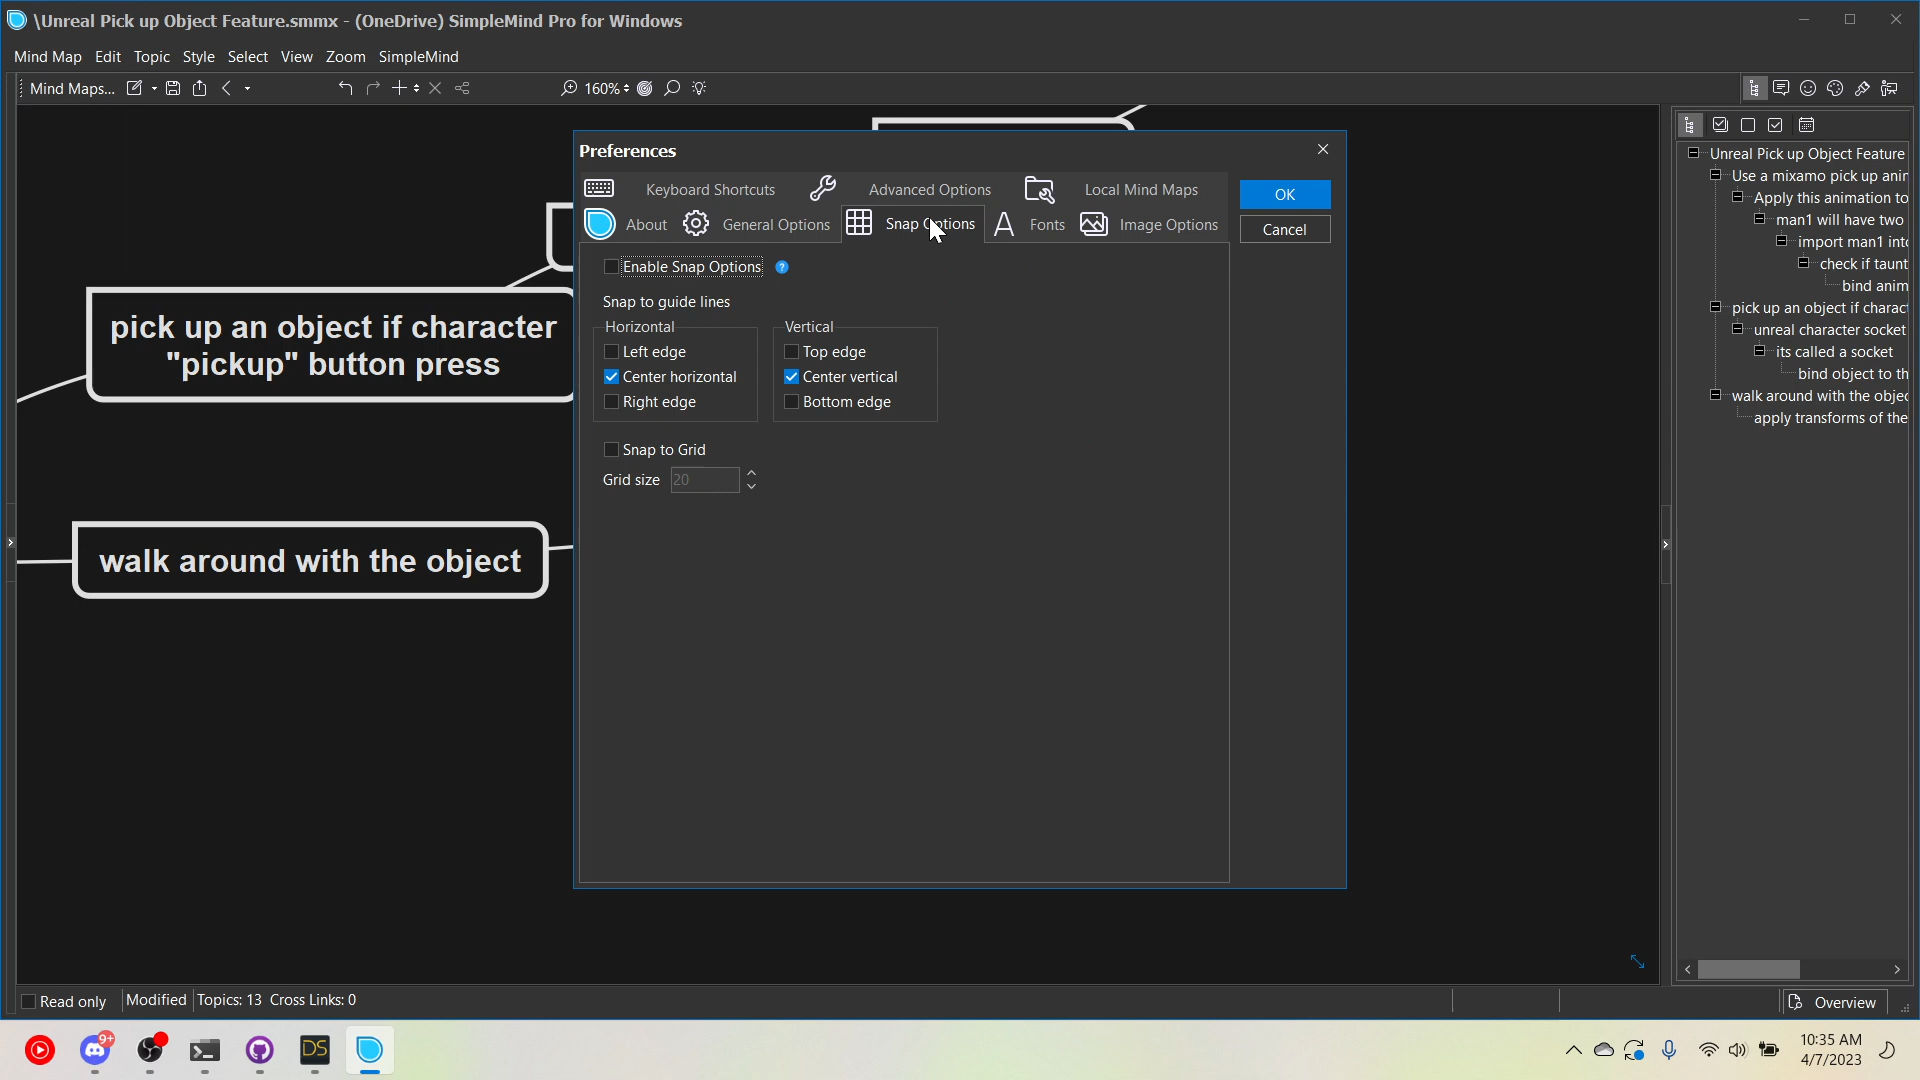 \Unreal Pick up Object Feature.smmx - (OneDrive) SimpleMind Pro for Windows
Mind Map Edit Topic Style Select View Zoom SimpleMind
Mind Maps... 160%
Preferences
Keyboard Shortcuts Advanced Options Local Mind Maps
About General Options Snap Options Fonts Image Options
OK
Cancel
Enable Snap Options ?
Snap to guide lines
Horizontal Vertical
Left edge Top edge
Center horizontal Center vertical
Right edge Bottom edge
Snap to Grid
Grid size 20
pick up an object if character
"pickup" button press
walk around with the object
Unreal Pick up Object Feature
Use a mixamo pick up anir
Apply this animation to
man1 will have two
import man1 int
check if taunt
bind anim
pick up an object if charact
unreal character socket
its called a socket
bind object to th
walk around with the objec
apply transforms of the
Read only Modified Topics: 13 Cross Links: 0
Overview
9+
DS
10:35 AM
4/7/2023